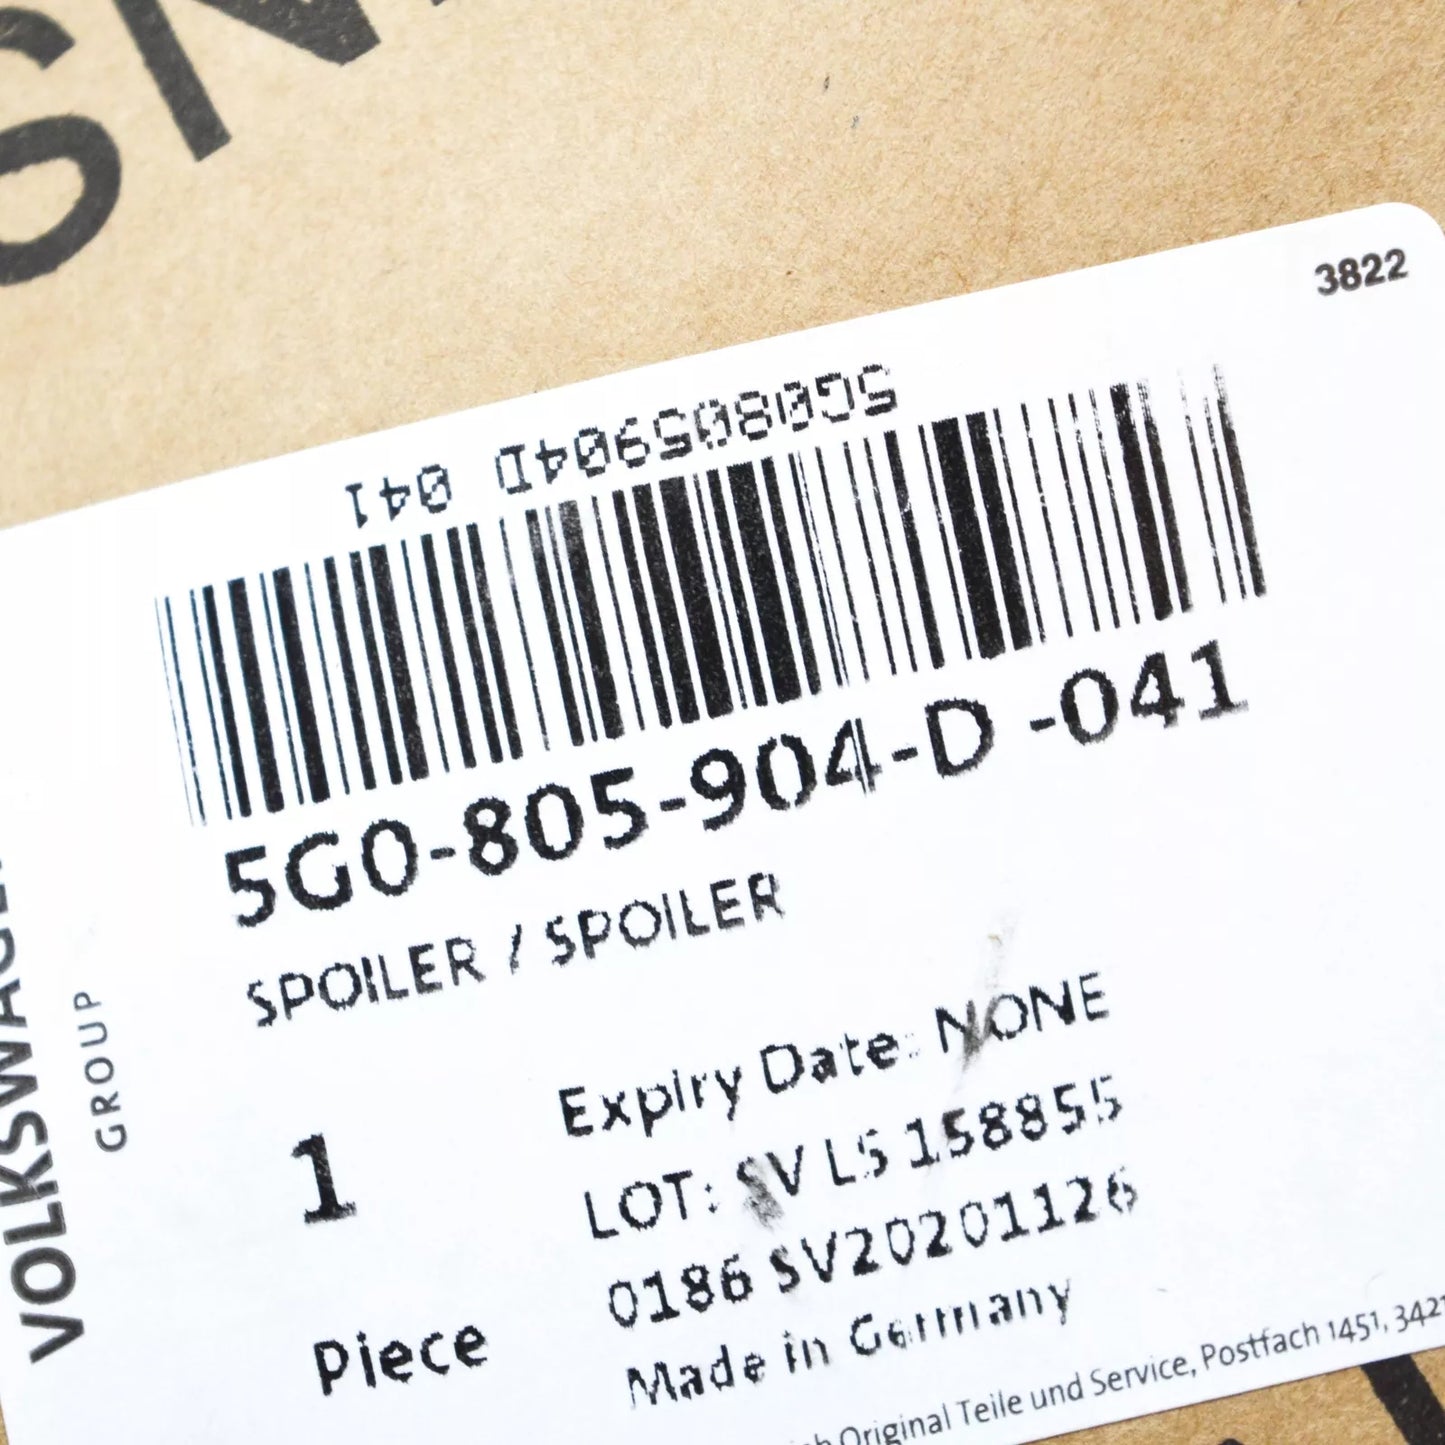 3822
5G0805904D 041
5G0-805-904-D -041
SPOILER / SPOILER
Expiry Date: NONE
1
LOT: SV LS 158855
0186 SV20201126
Piece
Made in Germany
Original Teile und Service, Postfach 1451,
VOLKSWAGEN
GROUP